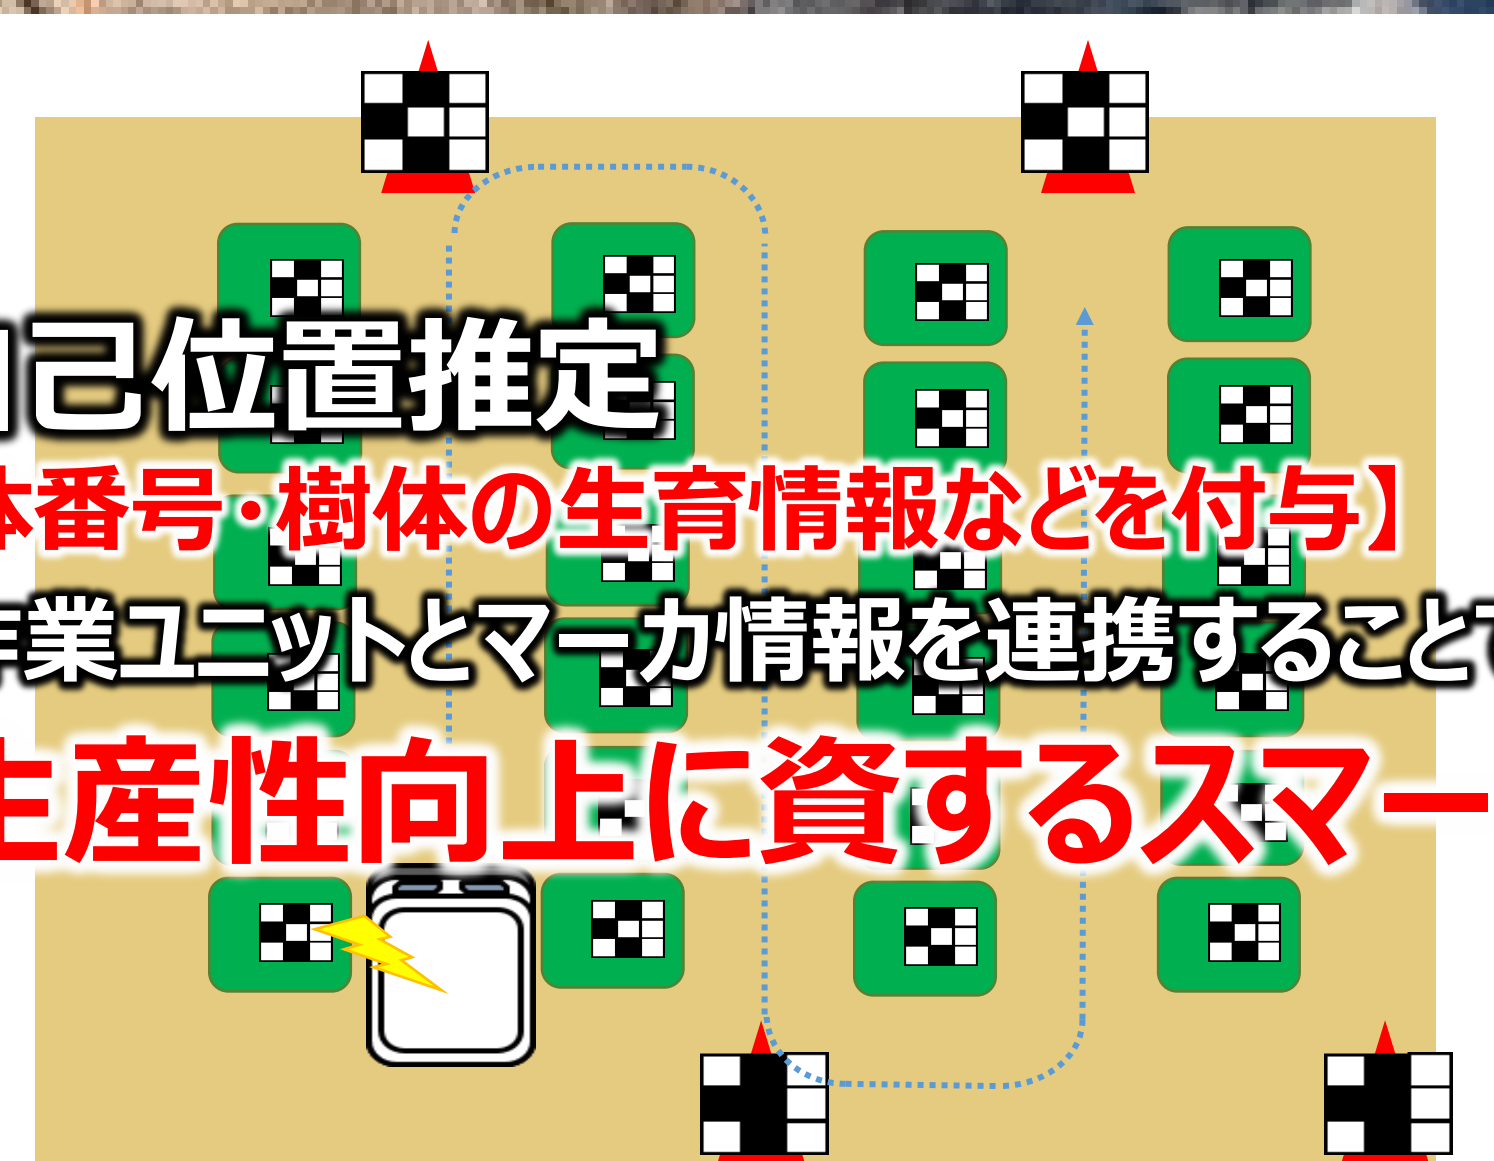 己位置推定
体番号・樹体の生育情報などを付与】
作業ユニットとマーカ情報を連携すること
生産性向上に資するスマー